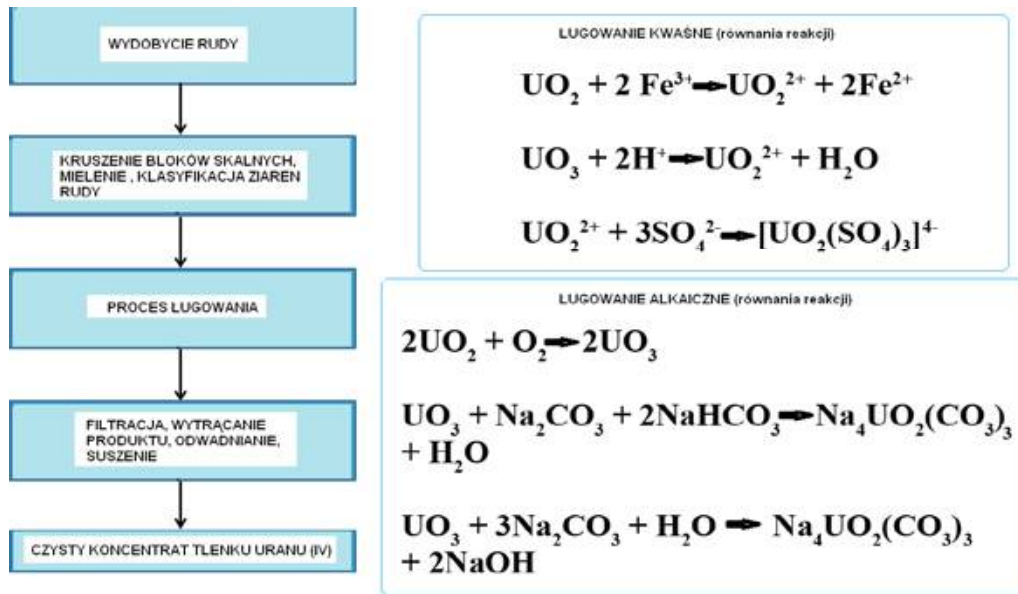 WYDOBYCIE RUDY
KRUSZENIE BLOKÓW SKALNYCH,
MIELENIE , KLASYFIKACJA ZIAREN
RUDY
PROCES ŁUGOWANIA
FILTRACJA, WYTRĄCANIE
PRODUKTU, ODWADNIANIE,
SUSZENIE
CZYSTY KONCENTRAT TLENKU URANU (IV)
ŁUGOWANIE KWAŚNE (równania reakcji)
UO₂ + 2 Fe³⁺→UO₂²⁺ + 2Fe²⁺
UO₃ + 2H⁺→UO₂²⁺ + H₂O
UO₂²⁺ + 3SO₄²⁻→[UO₂(SO₄)₃]⁴⁻
ŁUGOWANIE ALKAICZNE (równania reakcji)
2UO₂ + O₂→2UO₃
UO₃ + Na₂CO₃ + 2NaHCO₃→Na₄UO₂(CO₃)₃
+ H₂O
UO₃ + 3Na₂CO₃ + H₂O → Na₄UO₂(CO₃)₃
+ 2NaOH